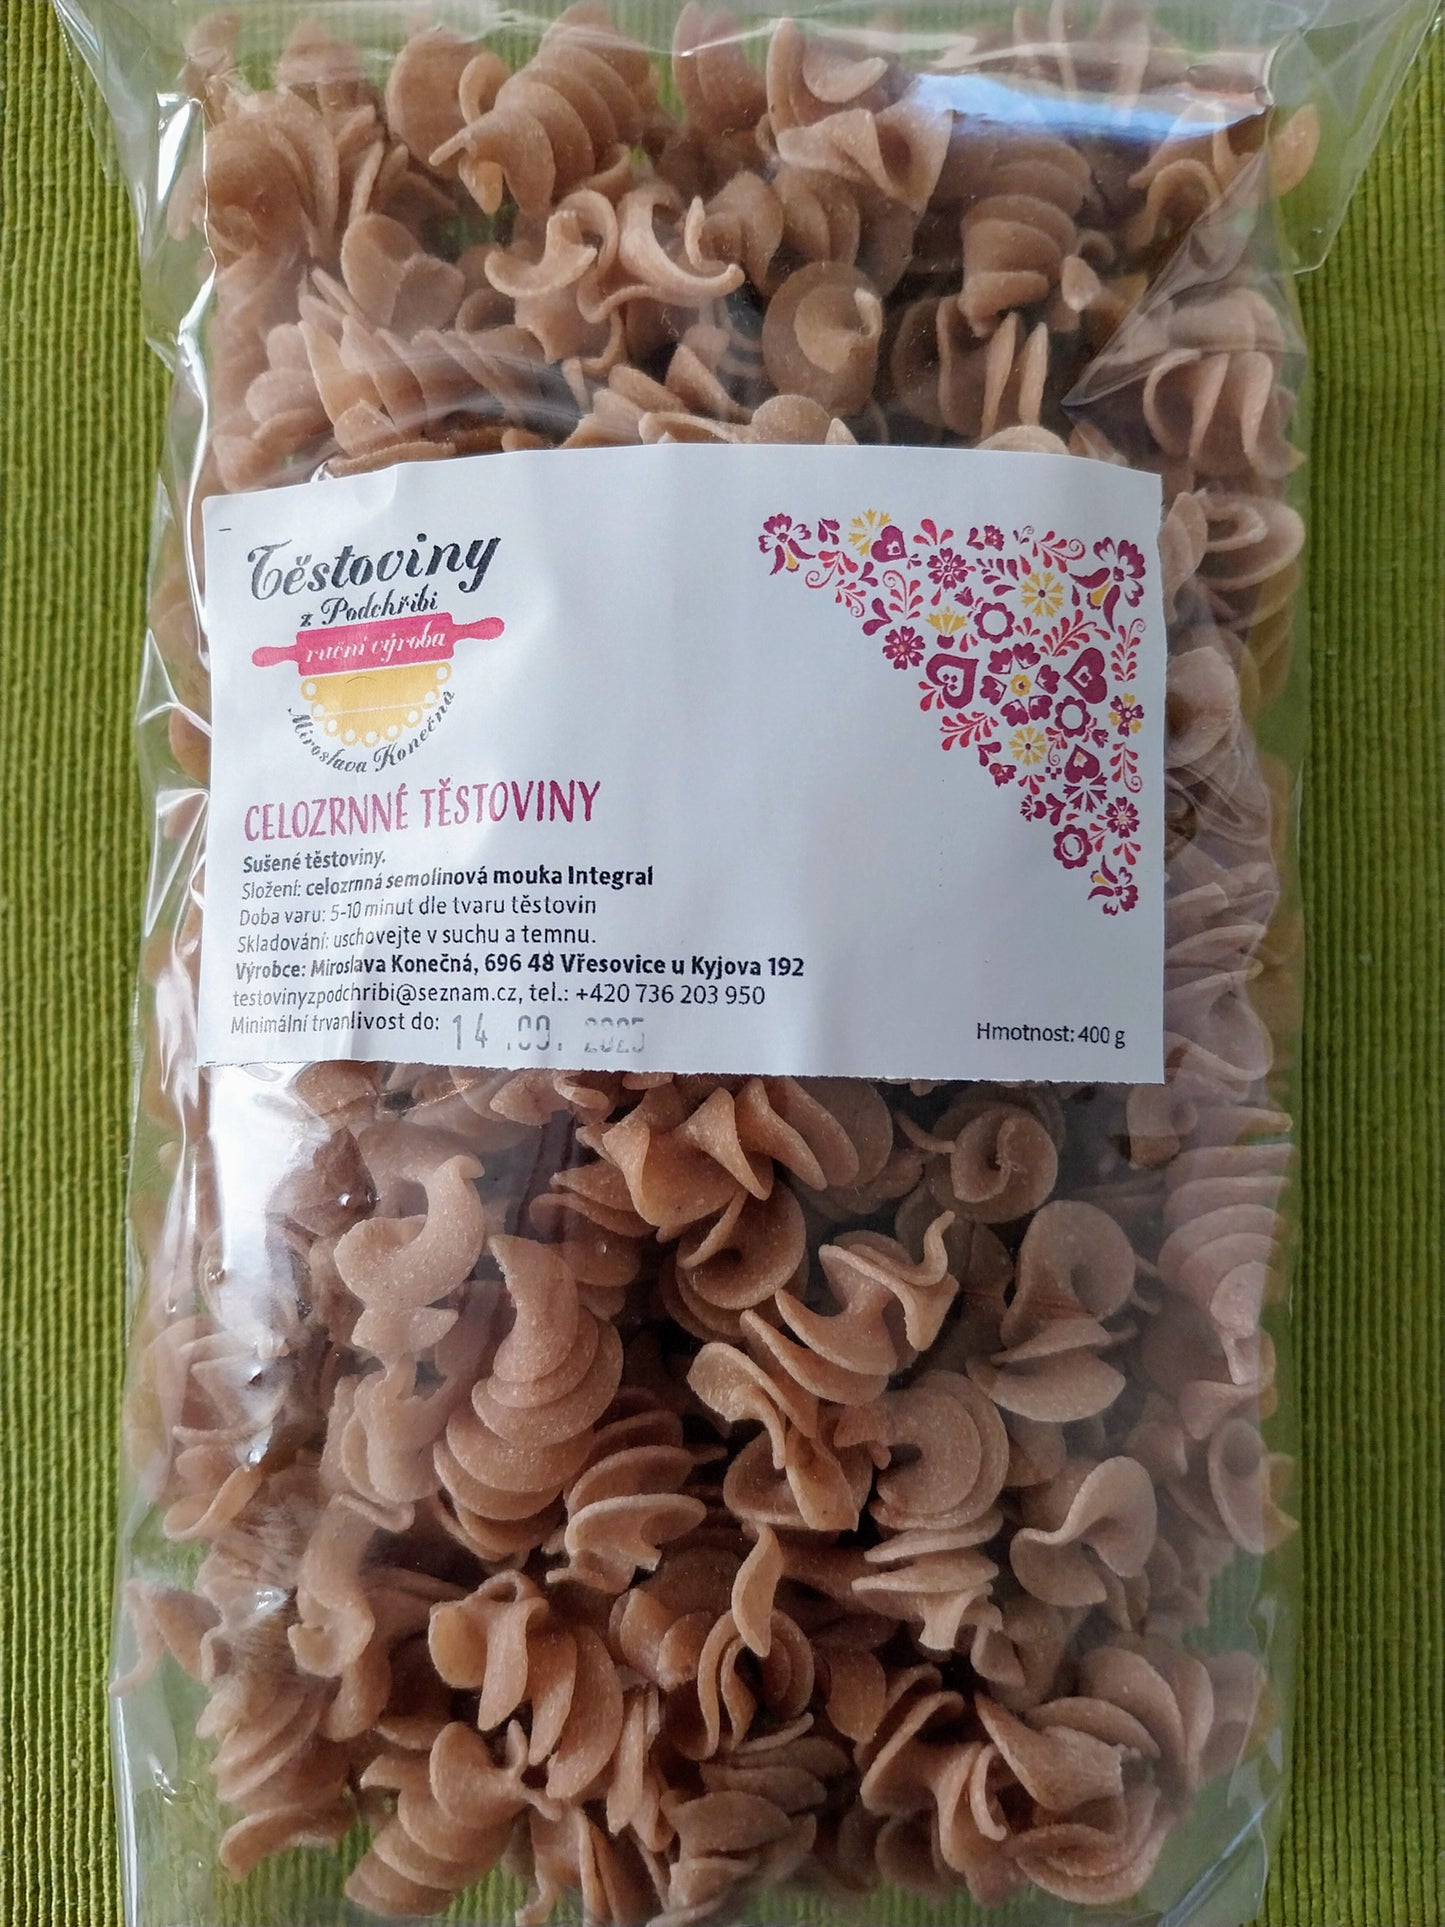 Těstoviny
z Podchřibí
ruční výroba
Miroslava Konečná
CELOZRNNÉ TĚSTOVINY
Sušené těstoviny.
Složení: celozrnná semolinová mouka Integral
Doba varu: 5-10 minut dle tvaru těstovin
Skladování: uschovejte v suchu a temnu.
Výrobce: Miroslava Konečná, 696 48 Vřesovice u Kyjova 192
testovinyzpodchribi@seznam.cz, tel.: +420 736 203 950
Minimální trvanlivost do: 14 .09. 2025
Hmotnost: 400 g